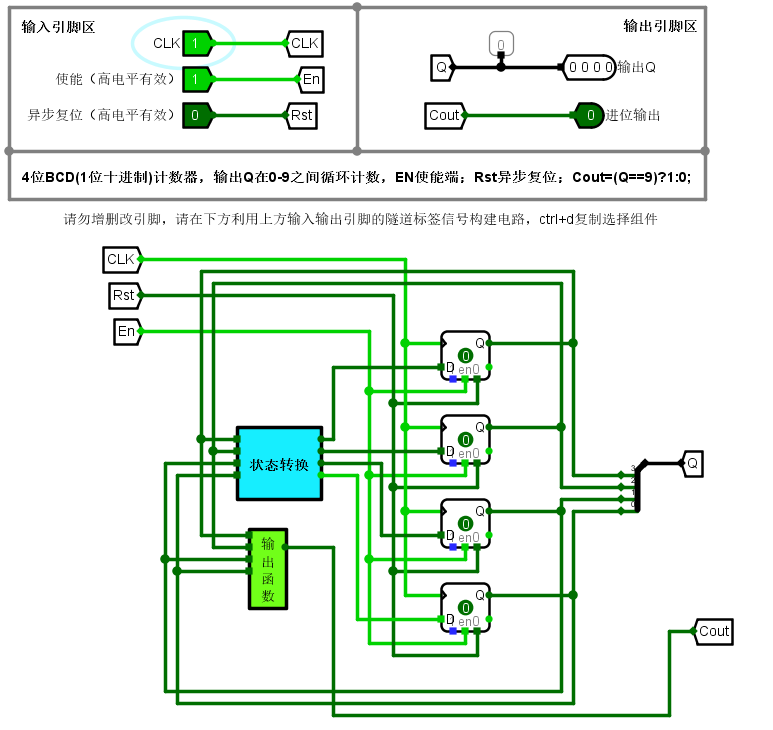 输入引脚区
输出引脚区
CLK 1 CLK
使能（高电平有效） 1 En
异步复位（高电平有效） 0 Rst
0
Q 0 0 0 0 输出Q
Cout 0 进位输出
4位BCD(1位十进制)计数器，输出Q在0-9之间循环计数，EN使能端；Rst异步复位；Cout=(Q==9)?1:0;
请勿增删改引脚，请在下方利用上方输入输出引脚的隧道标签信号构建电路，ctrl+d复制选择组件
CLK
Rst
En
Q
0
D
en0
Q
0
D
en0
状态转换
3
2
1
0
Q
Q
0
D
en0
输出函数
Q
0
D
en0
Cout